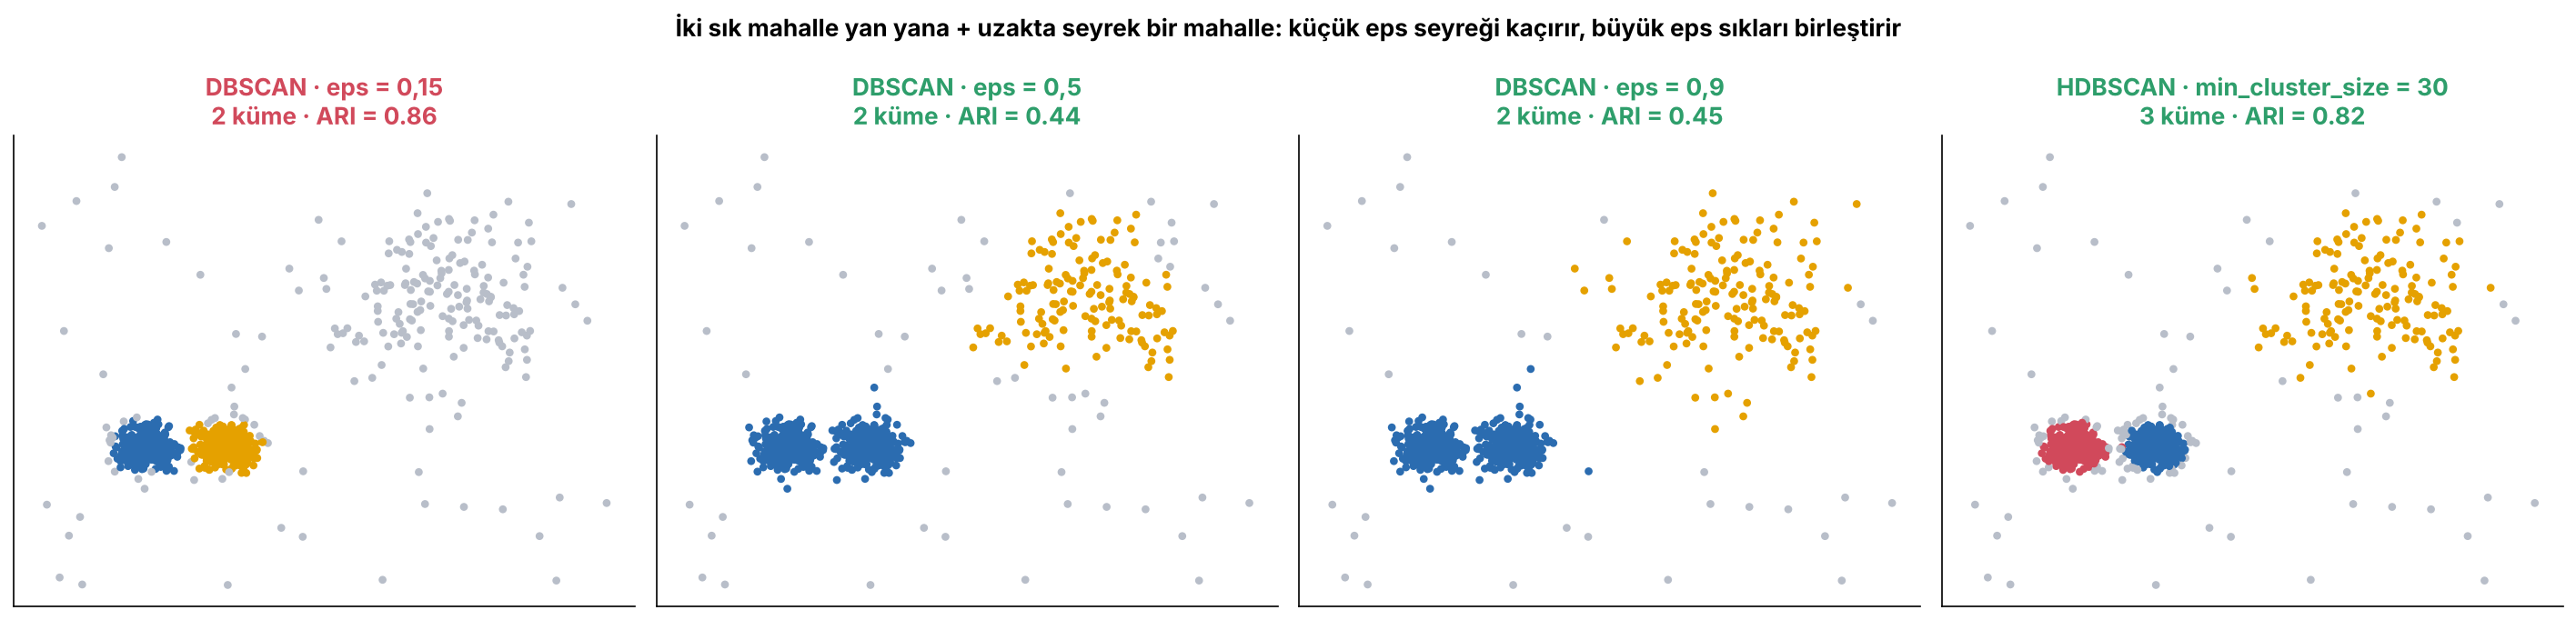 İki sık mahalle yan yana + uzakta seyrek bir mahalle: küçük eps seyreği kaçırır, büyük eps sıkları birleştirir
DBSCAN · eps = 0,15
2 küme · ARI = 0.86
DBSCAN · eps = 0,5
2 küme · ARI = 0.44
DBSCAN · eps = 0,9
2 küme · ARI = 0.45
HDBSCAN · min_cluster_size = 30
3 küme · ARI = 0.82